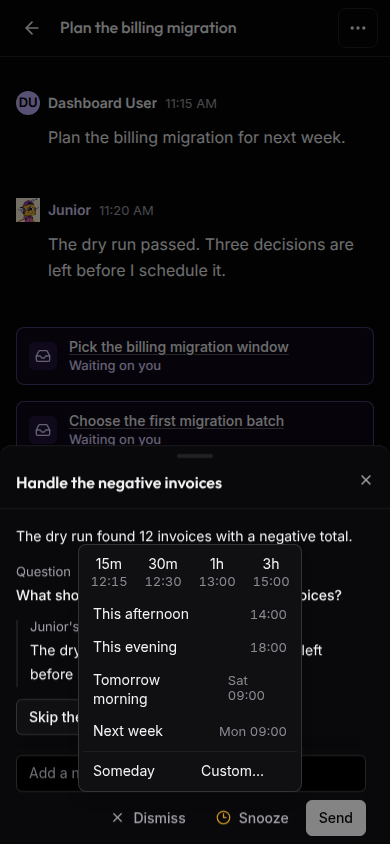 Plan the billing migration
DU Dashboard User 11:15 AM
Plan the billing migration for next week.
Junior 11:20 AM
The dry run passed. Three decisions are
left before I schedule it.
Pick the billing migration window
Waiting on you
Choose the first migration batch
Waiting on you
Handle the negative invoices
The dry run found 12 invoices with a negative total.
Question
What sho
oices?
Junior's
The dry
left
before
Skip the
15m 30m 1h 3h
12:15 12:30 13:00 15:00
This afternoon 14:00
This evening 18:00
Tomorrow
morning
Sat
09:00
Next week Mon 09:00
Someday Custom...
Add a n
Dismiss Snooze Send